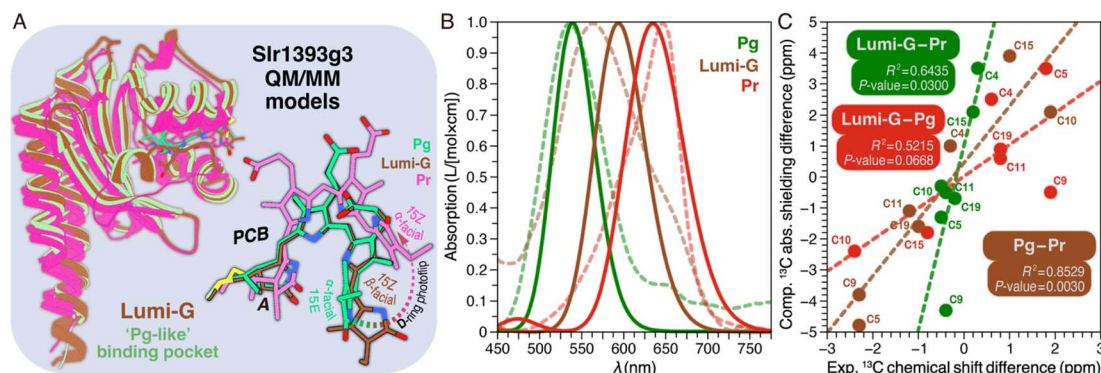 A
Slr1393g3
QM/MM
models
Pg
Lumi-G
Pr
PCB
A
15Z
α-facial
15Z
β-facial
α-facial
15E
D-ring photoflip
Lumi-G
'Pg-like'
binding pocket
B
Absorption (L/[molxcm])
1.0
0.9
0.8
0.7
0.6
0.5
0.4
0.3
0.2
0.1
0
450 500 550 600 650 700 750
λ(nm)
Pg
Lumi-G
Pr
C
Comp. ¹³C abs. shielding difference (ppm)
5
4
3
2
1
0
-1
-2
-3
-4
-5
−3 −2 −1 0 1 2 3
Exp. ¹³C chemical shift difference (ppm)
Lumi-G–Pr
R²=0.6435
P-value=0.0300
Lumi-G–Pg
R²=0.5215
P-value=0.0668
Pg–Pr
R²=0.8529
P-value=0.0030
C15
C4
C5
C4
C15
C10
C4
C19
C11
C10
C11
C19
C9
C11
C5
C19
C15
C10
C9
C9
C5